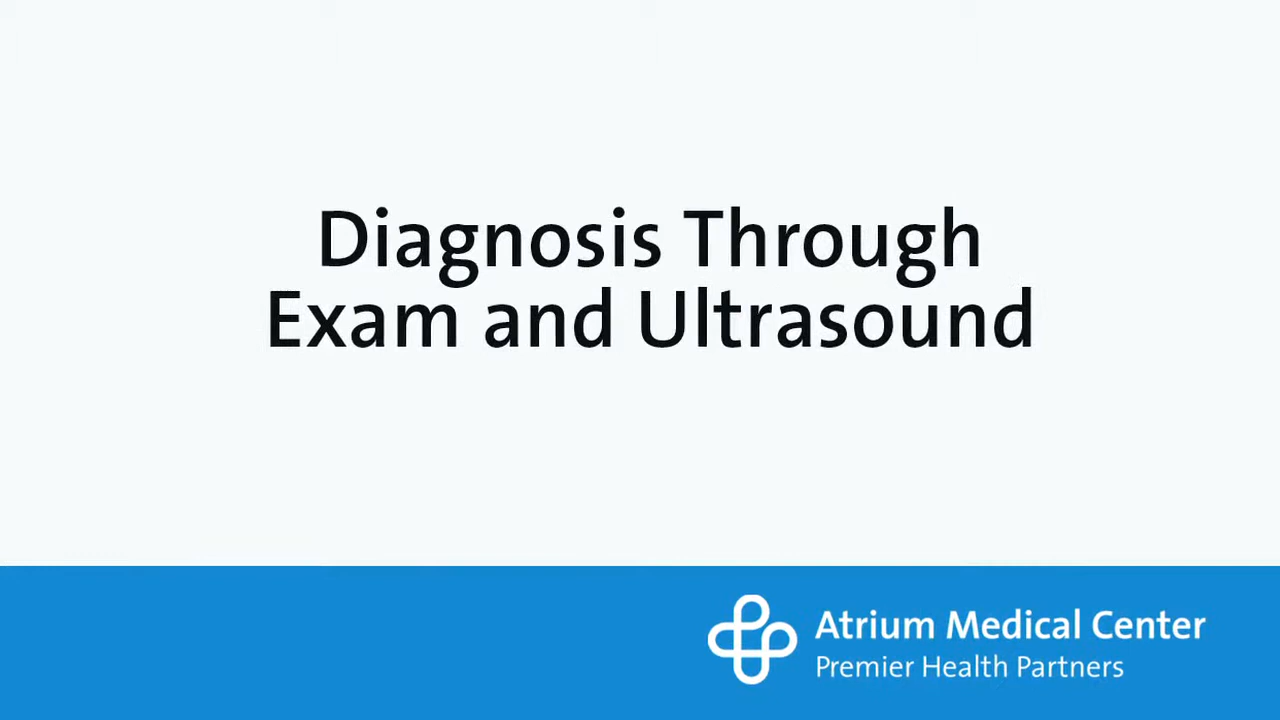 Diagnosis Through
Exam and Ultrasound
Atrium Medical Center
Premier Health Partners